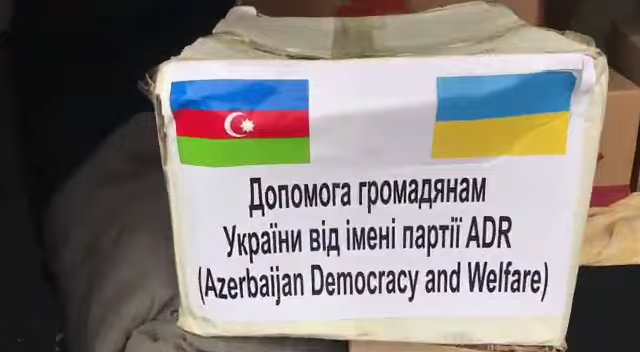 Допомога громадянам
України від імені партії ADR
(Azerbaijan Democracy and Welfare)